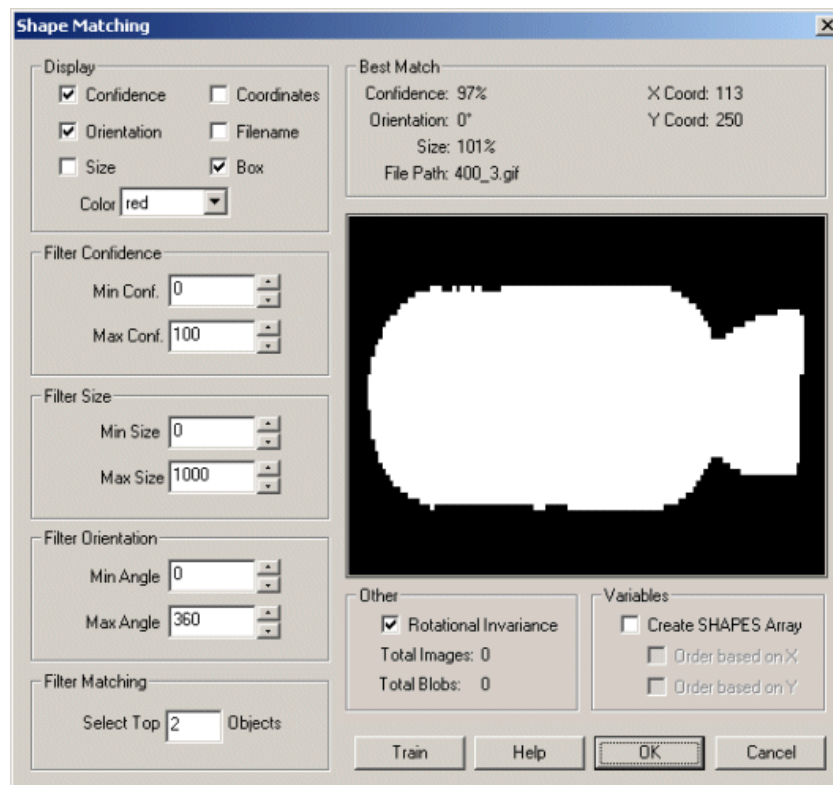 Shape Matching
Display
Confidence
Coordinates
Orientation
Filename
Size
Box
Color red
Filter Confidence
Min Conf. 0
Max Conf. 100
Filter Size
Min Size 0
Max Size 1000
Filter Orientation
Min Angle 0
Max Angle 360
Filter Matching
Select Top 2 Objects
Best Match
Confidence: 97%
X Coord: 113
Orientation: 0°
Y Coord: 250
Size: 101%
File Path: 400_3.gif
Other
Rotational Invariance
Total Images: 0
Total Blobs: 0
Variables
Create SHAPES Array
Order based on X
Order based on Y
Train
Help
OK
Cancel